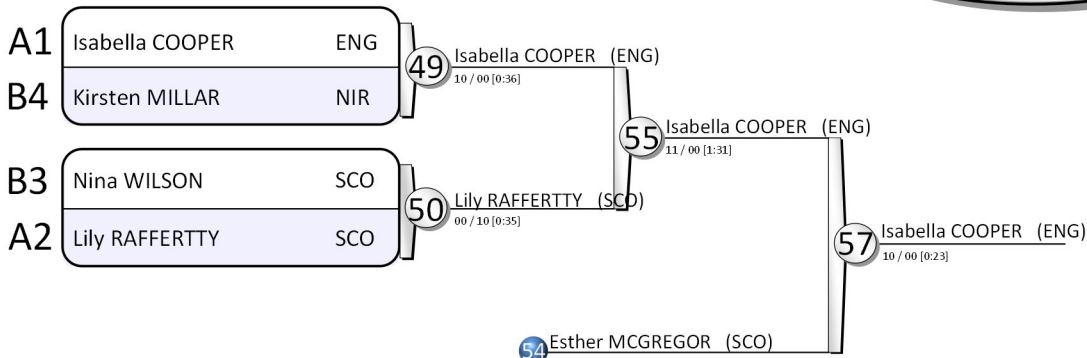 A1 Isabella COOPER ENG
B4 Kirsten MILLAR NIR
49 Isabella COOPER (ENG)
10 / 00 [0:36]
B3 Nina WILSON SCO
A2 Lily RAFFERTTY SCO
50 Lily RAFFERTTY (SCO)
00 / 10 [0:35]
55 Isabella COOPER (ENG)
11 / 00 [1:31]
54 Esther MCGREGOR (SCO)
57 Isabella COOPER (ENG)
10 / 00 [0:23]